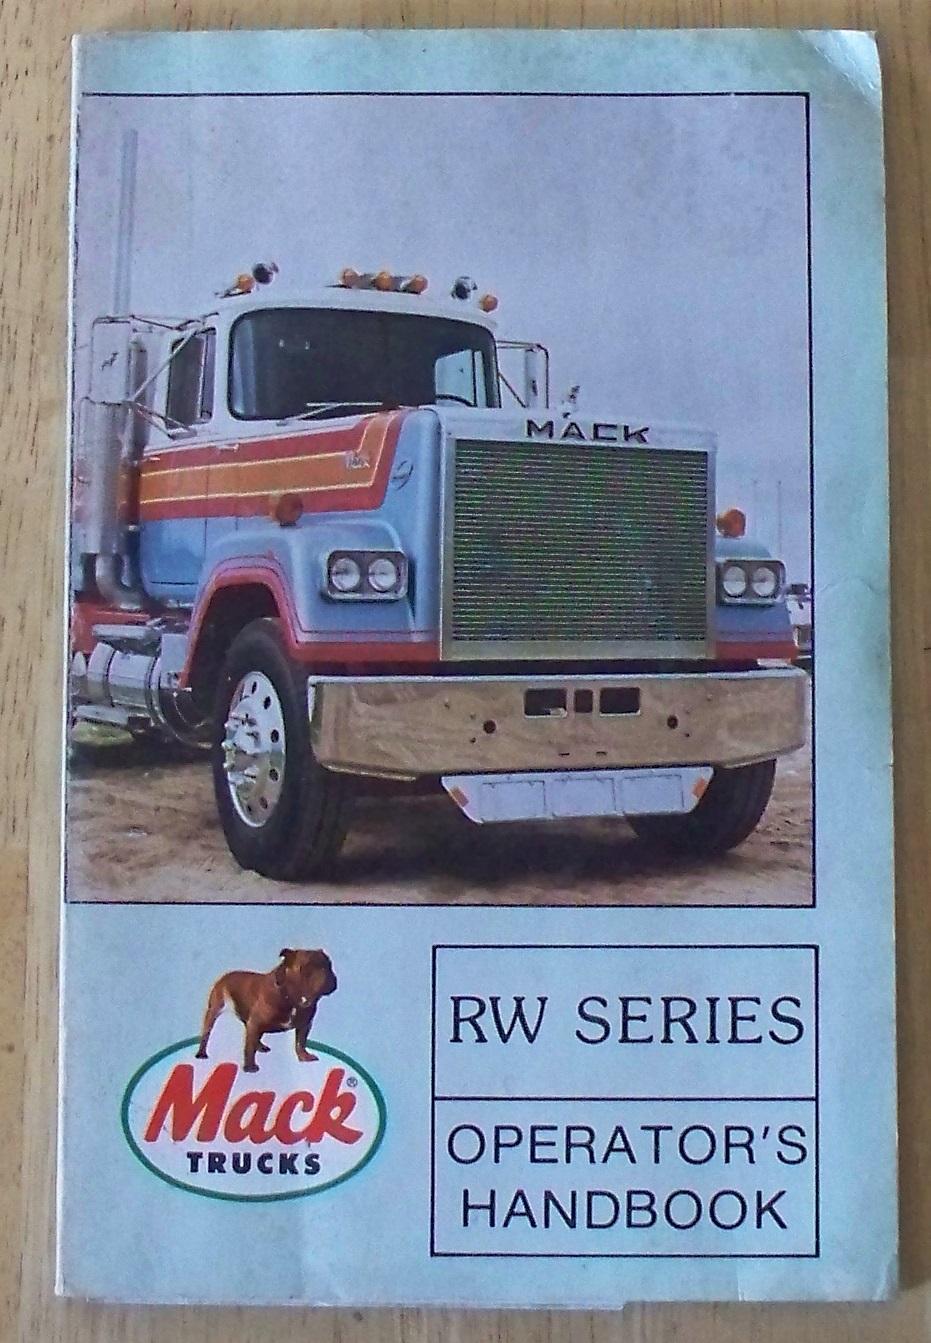 MACK
Mack®
TRUCKS
RW SERIES
OPERATOR'S
HANDBOOK